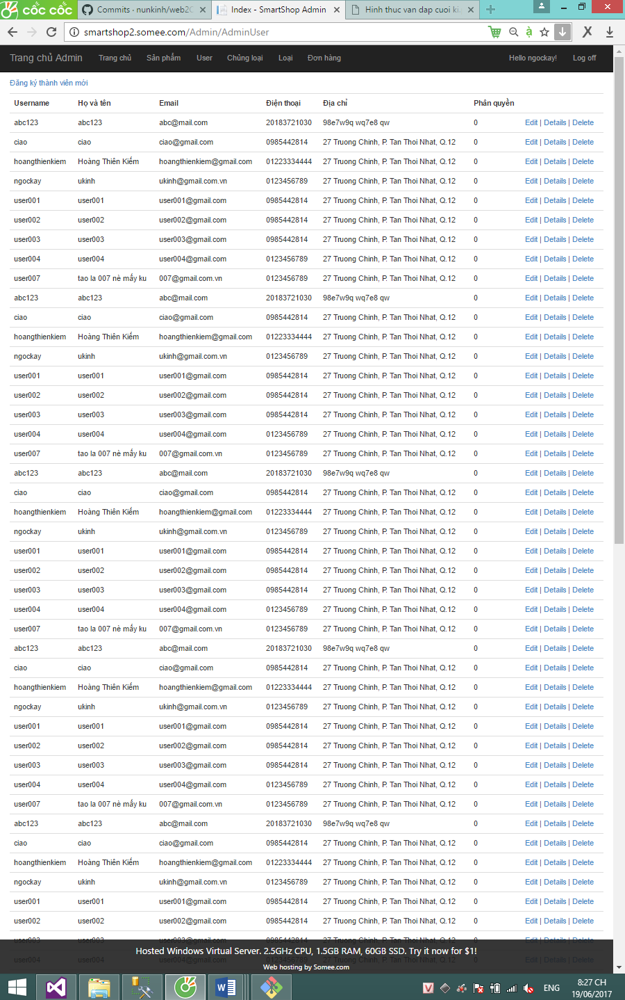 cốc cốc
Commits · nunkinh/web2C
Index - SmartShop Admin
Hinh thuc van dap cuoi ki.
smartshop2.somee.com/Admin/AdminUser
Trang chủ Admin Trang chủ Sản phẩm User Chủng loại Loại Đơn hàng Hello ngockay! Log off
Đăng ký thành viên mới
Username Họ và tên Email Điện thoại Địa chỉ Phân quyền
abc123 abc123 abc@mail.com 20183721030 98e7w9q wq7e8 qw 0 Edit | Details | Delete
ciao ciao ciao@gmail.com 0985442814 27 Truong Chinh, P. Tan Thoi Nhat, Q.12 0 Edit | Details | Delete
hoangthienkiem Hoàng Thiên Kiếm hoangthienkiem@gmail.com 01223334444 27 Truong Chinh, P. Tan Thoi Nhat, Q.12 0 Edit | Details | Delete
ngockay ukinh ukinh@gmail.com.vn 0123456789 27 Truong Chinh, P. Tan Thoi Nhat, Q.12 0 Edit | Details | Delete
user001 user001 user001@gmail.com 0985442814 27 Truong Chinh, P. Tan Thoi Nhat, Q.12 0 Edit | Details | Delete
user002 user002 user002@gmail.com 0985442814 27 Truong Chinh, P. Tan Thoi Nhat, Q.12 0 Edit | Details | Delete
user003 user003 user003@gmail.com 0985442814 27 Truong Chinh, P. Tan Thoi Nhat, Q.12 0 Edit | Details | Delete
user004 user004 user004@gmail.com 0123456789 27 Truong Chinh, P. Tan Thoi Nhat, Q.12 0 Edit | Details | Delete
user007 tao la 007 nè mấy ku 007@gmail.com.vn 0123456789 27 Truong Chinh, P. Tan Thoi Nhat, Q.12 0 Edit | Details | Delete
abc123 abc123 abc@mail.com 20183721030 98e7w9q wq7e8 qw 0 Edit | Details | Delete
ciao ciao ciao@gmail.com 0985442814 27 Truong Chinh, P. Tan Thoi Nhat, Q.12 0 Edit | Details | Delete
hoangthienkiem Hoàng Thiên Kiếm hoangthienkiem@gmail.com 01223334444 27 Truong Chinh, P. Tan Thoi Nhat, Q.12 0 Edit | Details | Delete
ngockay ukinh ukinh@gmail.com.vn 0123456789 27 Truong Chinh, P. Tan Thoi Nhat, Q.12 0 Edit | Details | Delete
user001 user001 user001@gmail.com 0985442814 27 Truong Chinh, P. Tan Thoi Nhat, Q.12 0 Edit | Details | Delete
user002 user002 user002@gmail.com 0985442814 27 Truong Chinh, P. Tan Thoi Nhat, Q.12 0 Edit | Details | Delete
user003 user003 user003@gmail.com 0985442814 27 Truong Chinh, P. Tan Thoi Nhat, Q.12 0 Edit | Details | Delete
user004 user004 user004@gmail.com 0123456789 27 Truong Chinh, P. Tan Thoi Nhat, Q.12 0 Edit | Details | Delete
user007 tao la 007 nè mấy ku 007@gmail.com.vn 0123456789 27 Truong Chinh, P. Tan Thoi Nhat, Q.12 0 Edit | Details | Delete
abc123 abc123 abc@mail.com 20183721030 98e7w9q wq7e8 qw 0 Edit | Details | Delete
ciao ciao ciao@gmail.com 0985442814 27 Truong Chinh, P. Tan Thoi Nhat, Q.12 0 Edit | Details | Delete
hoangthienkiem Hoàng Thiên Kiếm hoangthienkiem@gmail.com 01223334444 27 Truong Chinh, P. Tan Thoi Nhat, Q.12 0 Edit | Details | Delete
ngockay ukinh ukinh@gmail.com.vn 0123456789 27 Truong Chinh, P. Tan Thoi Nhat, Q.12 0 Edit | Details | Delete
user001 user001 user001@gmail.com 0985442814 27 Truong Chinh, P. Tan Thoi Nhat, Q.12 0 Edit | Details | Delete
user002 user002 user002@gmail.com 0985442814 27 Truong Chinh, P. Tan Thoi Nhat, Q.12 0 Edit | Details | Delete
user003 user003 user003@gmail.com 0985442814 27 Truong Chinh, P. Tan Thoi Nhat, Q.12 0 Edit | Details | Delete
user004 user004 user004@gmail.com 0123456789 27 Truong Chinh, P. Tan Thoi Nhat, Q.12 0 Edit | Details | Delete
user007 tao la 007 nè mấy ku 007@gmail.com.vn 0123456789 27 Truong Chinh, P. Tan Thoi Nhat, Q.12 0 Edit | Details | Delete
abc123 abc123 abc@mail.com 20183721030 98e7w9q wq7e8 qw 0 Edit | Details | Delete
ciao ciao ciao@gmail.com 0985442814 27 Truong Chinh, P. Tan Thoi Nhat, Q.12 0 Edit | Details | Delete
hoangthienkiem Hoàng Thiên Kiếm hoangthienkiem@gmail.com 01223334444 27 Truong Chinh, P. Tan Thoi Nhat, Q.12 0 Edit | Details | Delete
ngockay ukinh ukinh@gmail.com.vn 0123456789 27 Truong Chinh, P. Tan Thoi Nhat, Q.12 0 Edit | Details | Delete
user001 user001 user001@gmail.com 0985442814 27 Truong Chinh, P. Tan Thoi Nhat, Q.12 0 Edit | Details | Delete
user002 user002 user002@gmail.com 0985442814 27 Truong Chinh, P. Tan Thoi Nhat, Q.12 0 Edit | Details | Delete
user003 user003 user003@gmail.com 0985442814 27 Truong Chinh, P. Tan Thoi Nhat, Q.12 0 Edit | Details | Delete
user004 user004 user004@gmail.com 0123456789 27 Truong Chinh, P. Tan Thoi Nhat, Q.12 0 Edit | Details | Delete
user007 tao la 007 nè mấy ku 007@gmail.com.vn 0123456789 27 Truong Chinh, P. Tan Thoi Nhat, Q.12 0 Edit | Details | Delete
abc123 abc123 abc@mail.com 20183721030 98e7w9q wq7e8 qw 0 Edit | Details | Delete
ciao ciao ciao@gmail.com 0985442814 27 Truong Chinh, P. Tan Thoi Nhat, Q.12 0 Edit | Details | Delete
hoangthienkiem Hoàng Thiên Kiếm hoangthienkiem@gmail.com 01223334444 27 Truong Chinh, P. Tan Thoi Nhat, Q.12 0 Edit | Details | Delete
ngockay ukinh ukinh@gmail.com.vn 0123456789 27 Truong Chinh, P. Tan Thoi Nhat, Q.12 0 Edit | Details | Delete
user001 user001 user001@gmail.com 0985442814 27 Truong Chinh, P. Tan Thoi Nhat, Q.12 0 Edit | Details | Delete
user002 user002 user002@gmail.com 0985442814 27 Truong Chinh, P. Tan Thoi Nhat, Q.12 0 Edit | Details | Delete
Hosted Windows Virtual Server. 2.5GHz CPU, 1.5GB RAM, 60GB SSD. Try it now for $1!
Web hosting by Somee.com
ENG
8:27 CH
19/06/2017